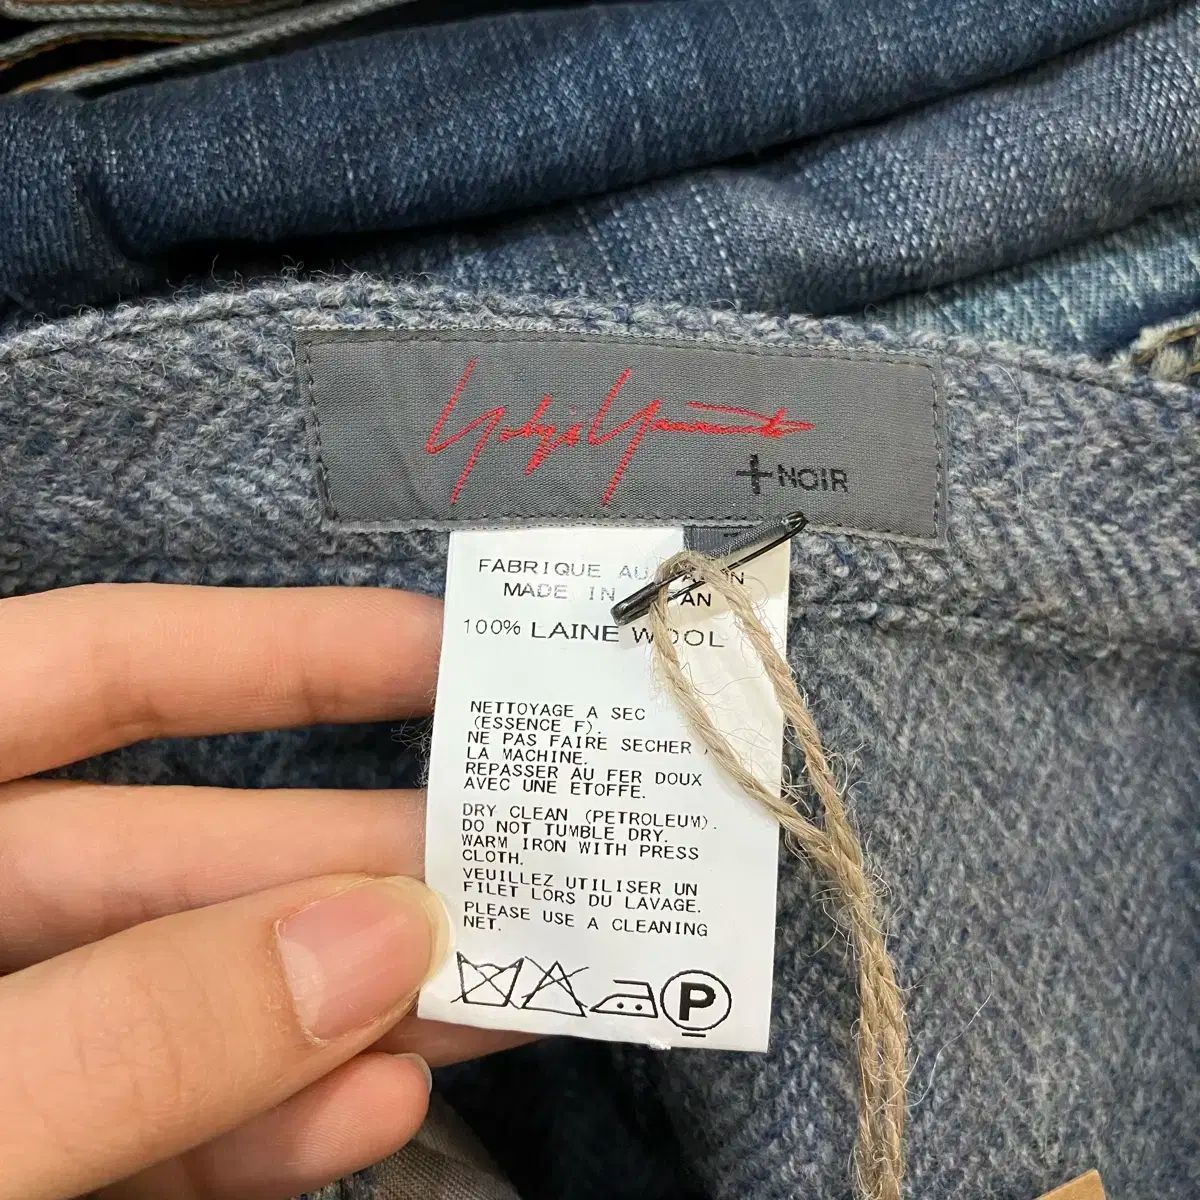 Yohji Yamamoto
+NOIR
FABRIQUE AU
MADE IN
100% LAINE WOOL
NETTOYAGE A SEC
(ESSENCE F).
NE PAS FAIRE SECHER
LA MACHINE.
REPASSER AU FER DOUX
AVEC UNE ETOFFE.
DRY CLEAN (PETROLEUM).
DO NOT TUMBLE DRY.
WARM IRON WITH PRESS
CLOTH.
VEUILLEZ UTILISER UN
FILET LORS DU LAVAGE.
PLEASE USE A CLEANING
NET.
P